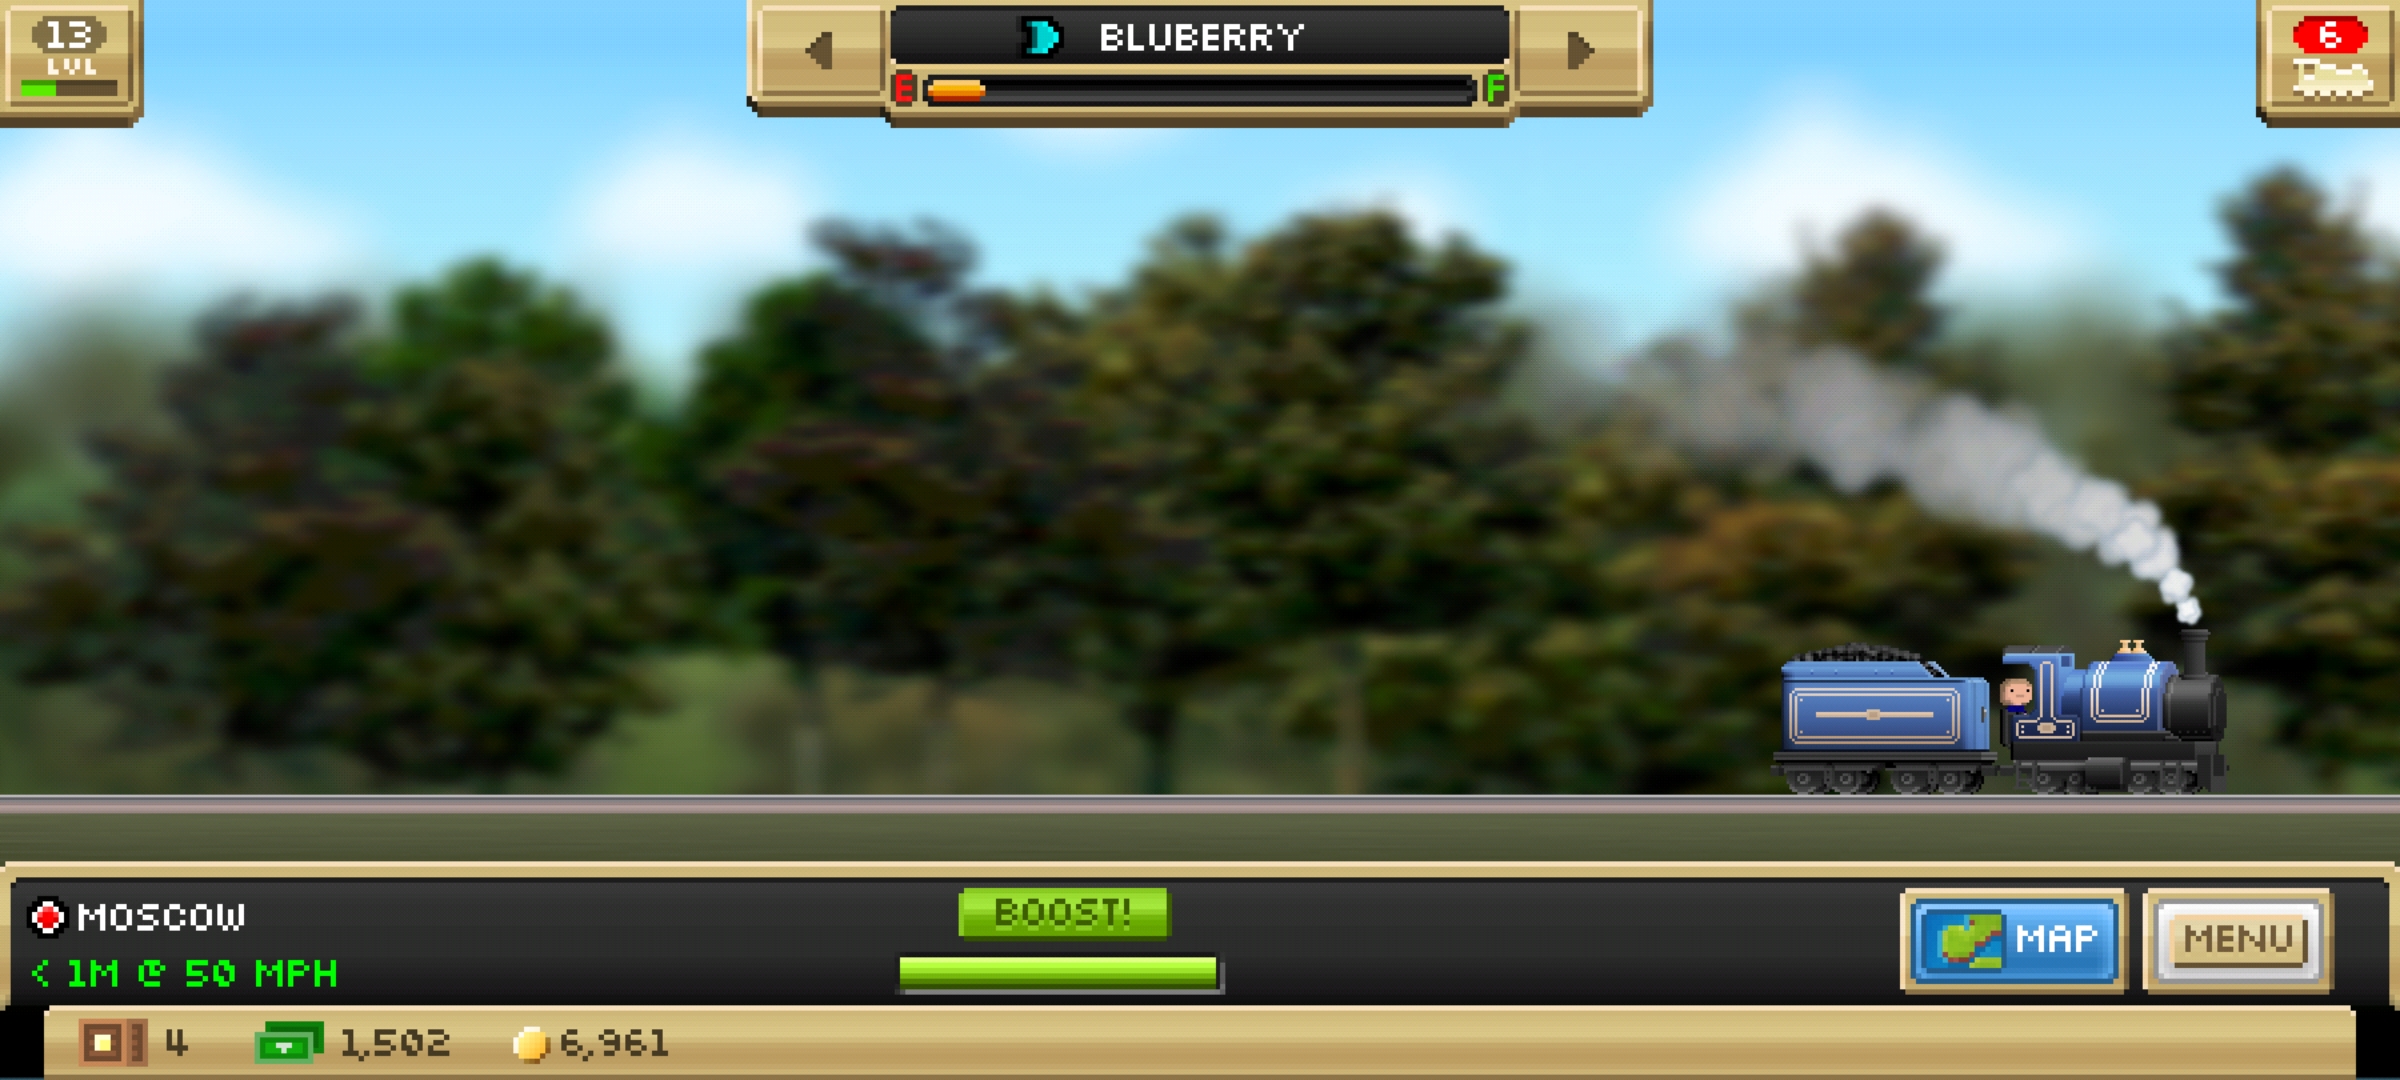 13
LVL
BLUBERRY
E F
6
MOSCOW
< 1M @ 50 MPH
BOOST!
MAP
MENU
4 1,502 6,961